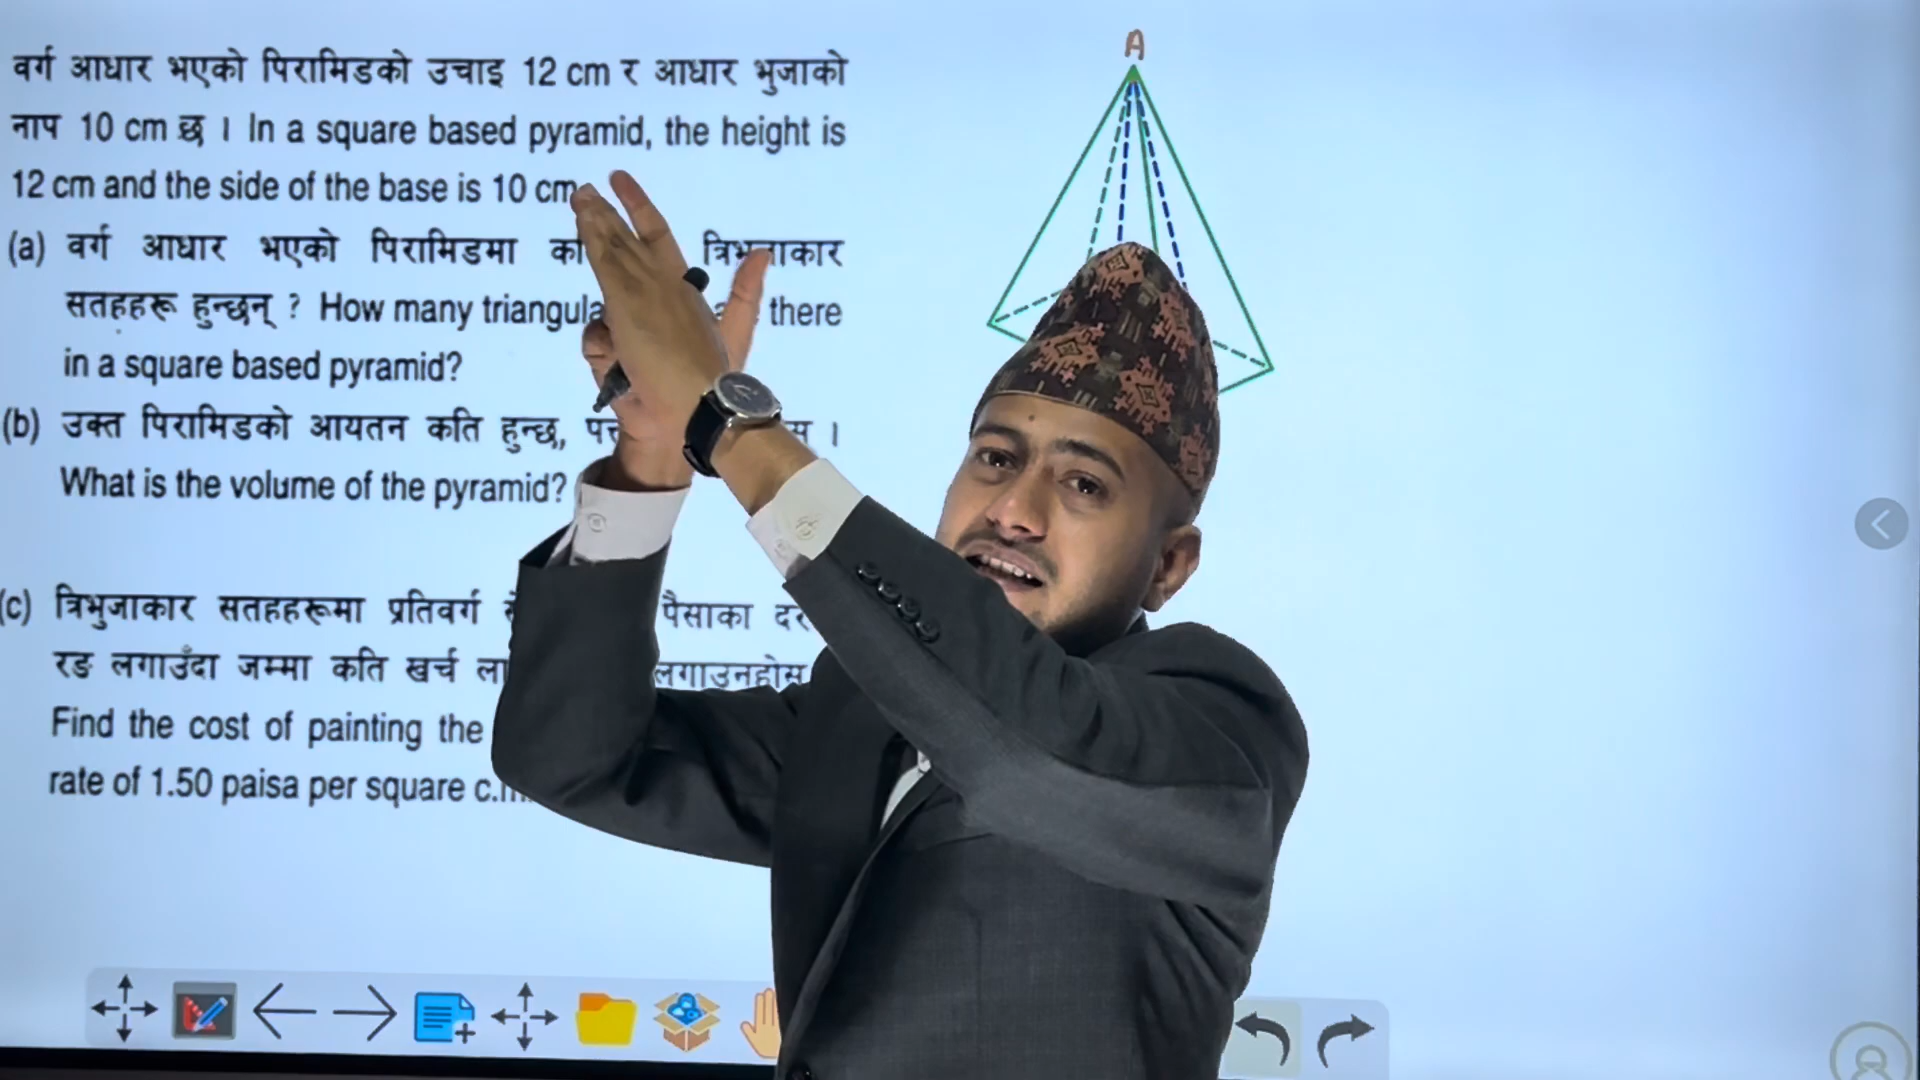 वर्ग आधार भएको पिरामिडको उचाइ 12 cm र आधार भुजाको
नाप 10 cm छ । In a square based pyramid, the height is
12 cm and the side of the base is 10 cm
(a) वर्ग आधार भएको पिरामिडमा
सतहहरू हुन्छन् ? How many there
in a square based pyramid?
(b) उक्त पिरामिडको आयतन कति हुन्छ,
What is the volume of the pyramid?
(c) त्रिभुजाकार सतहहरूमा प्रतिवर्ग पैसाका
रङ लगाउँदा जम्मा कति खर्च
Find the cost of painting the
rate of 1.50 paisa per square
A